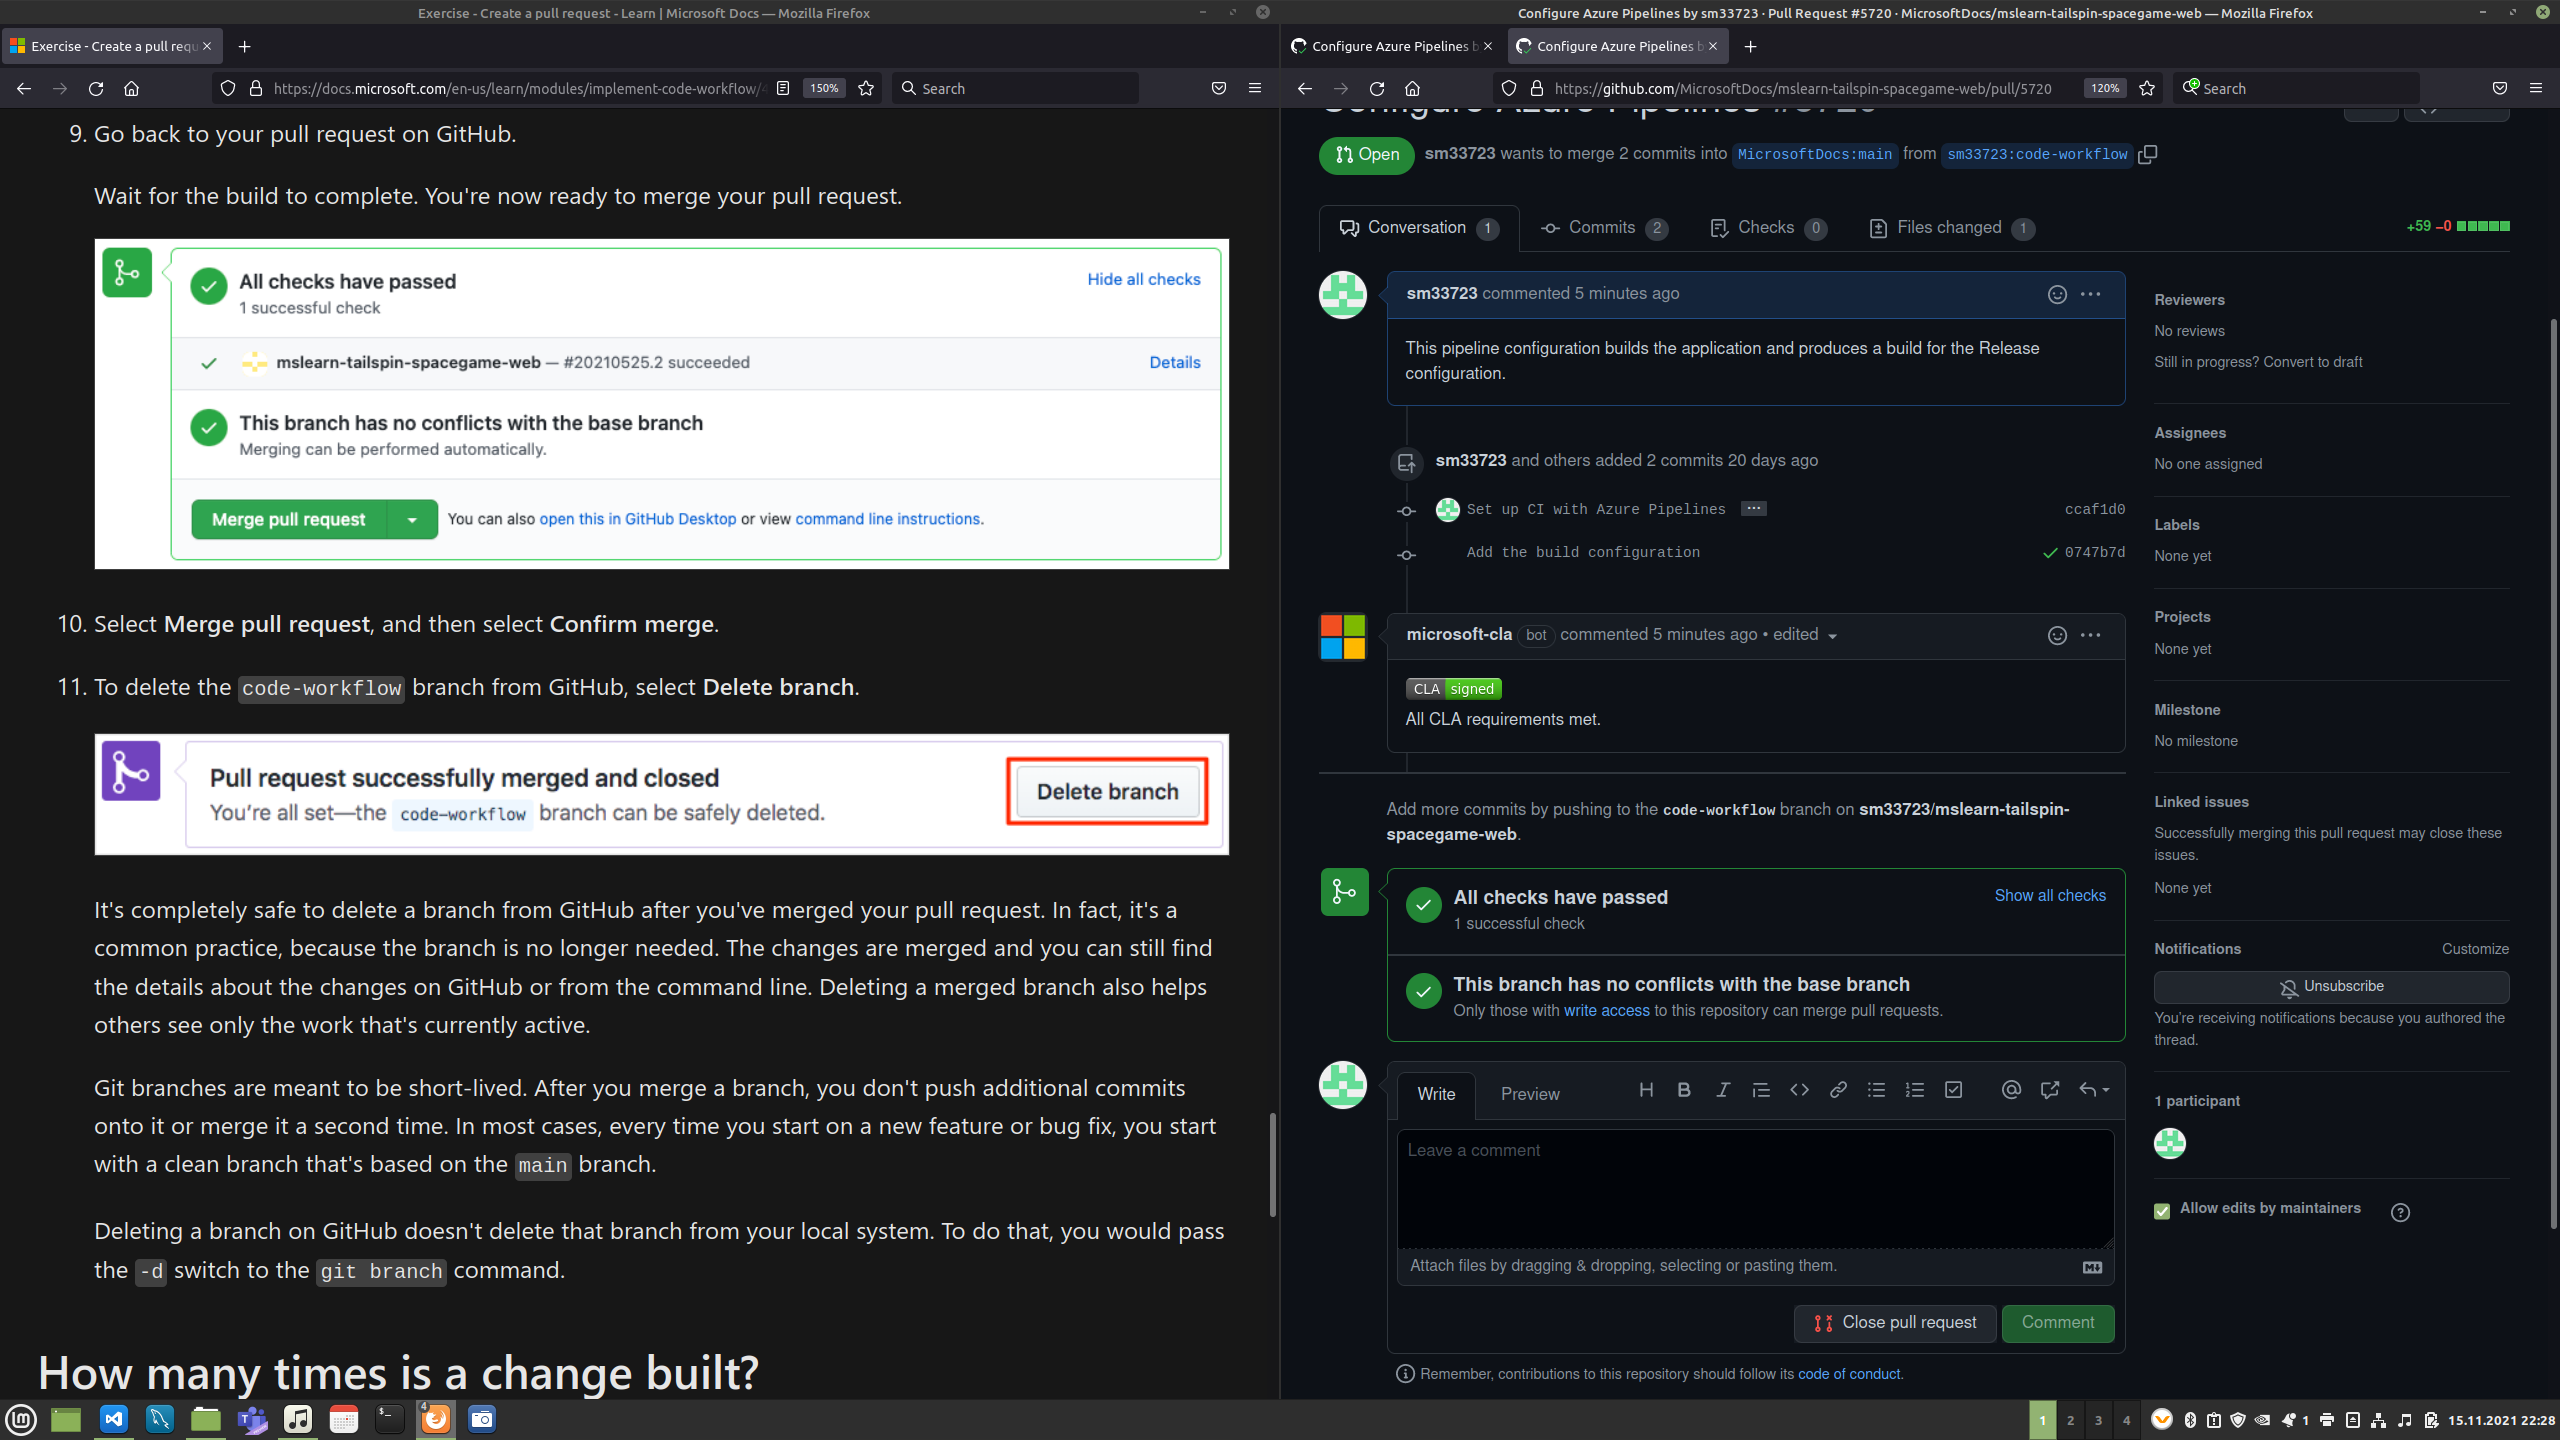 Exercise - Create a pull request - Learn | Microsoft Docs — Mozilla Firefox
Exercise - Create a pull requ
https://docs.microsoft.com/en-us/learn/modules/implement-code-workflow/4
150%
Search
9. Go back to your pull request on GitHub.
Wait for the build to complete. You're now ready to merge your pull request.
All checks have passed
Hide all checks
1 successful check
mslearn-tailspin-spacegame-web — #20210525.2 succeeded
Details
This branch has no conflicts with the base branch
Merging can be performed automatically.
Merge pull request
You can also open this in GitHub Desktop or view command line instructions.
10. Select Merge pull request, and then select Confirm merge.
11. To delete the code-workflow branch from GitHub, select Delete branch.
Pull request successfully merged and closed
You're all set—the code-workflow branch can be safely deleted.
Delete branch
It's completely safe to delete a branch from GitHub after you've merged your pull request. In fact, it's a
common practice, because the branch is no longer needed. The changes are merged and you can still find
the details about the changes on GitHub or from the command line. Deleting a merged branch also helps
others see only the work that's currently active.
Git branches are meant to be short-lived. After you merge a branch, you don't push additional commits
onto it or merge it a second time. In most cases, every time you start on a new feature or bug fix, you start
with a clean branch that's based on the main branch.
Deleting a branch on GitHub doesn't delete that branch from your local system. To do that, you would pass
the -d switch to the git branch command.
How many times is a change built?
Configure Azure Pipelines by sm33723 · Pull Request #5720 · MicrosoftDocs/mslearn-tailspin-spacegame-web — Mozilla Firefox
Configure Azure Pipelines b
Configure Azure Pipelines b
https://github.com/MicrosoftDocs/mslearn-tailspin-spacegame-web/pull/5720
120%
Search
Configure Azure Pipelines #5720
Open
sm33723 wants to merge 2 commits into MicrosoftDocs:main from sm33723:code-workflow
Conversation 1
Commits 2
Checks 0
Files changed 1
+59 −0
sm33723 commented 5 minutes ago
This pipeline configuration builds the application and produces a build for the Release
configuration.
sm33723 and others added 2 commits 20 days ago
Set up CI with Azure Pipelines ... ccaf1d0
Add the build configuration 0747b7d
microsoft-cla bot commented 5 minutes ago • edited
CLA signed
All CLA requirements met.
Add more commits by pushing to the code-workflow branch on sm33723/mslearn-tailspin-
spacegame-web.
All checks have passed
Show all checks
1 successful check
This branch has no conflicts with the base branch
Only those with write access to this repository can merge pull requests.
Write
Preview
Leave a comment
Attach files by dragging & dropping, selecting or pasting them.
Close pull request
Comment
Remember, contributions to this repository should follow its code of conduct.
Reviewers
No reviews
Still in progress? Convert to draft
Assignees
No one assigned
Labels
None yet
Projects
None yet
Milestone
No milestone
Linked issues
Successfully merging this pull request may close these
issues.
None yet
Notifications
Customize
Unsubscribe
You're receiving notifications because you authored the
thread.
1 participant
Allow edits by maintainers
4
1 2 3 4
1
15.11.2021 22:28